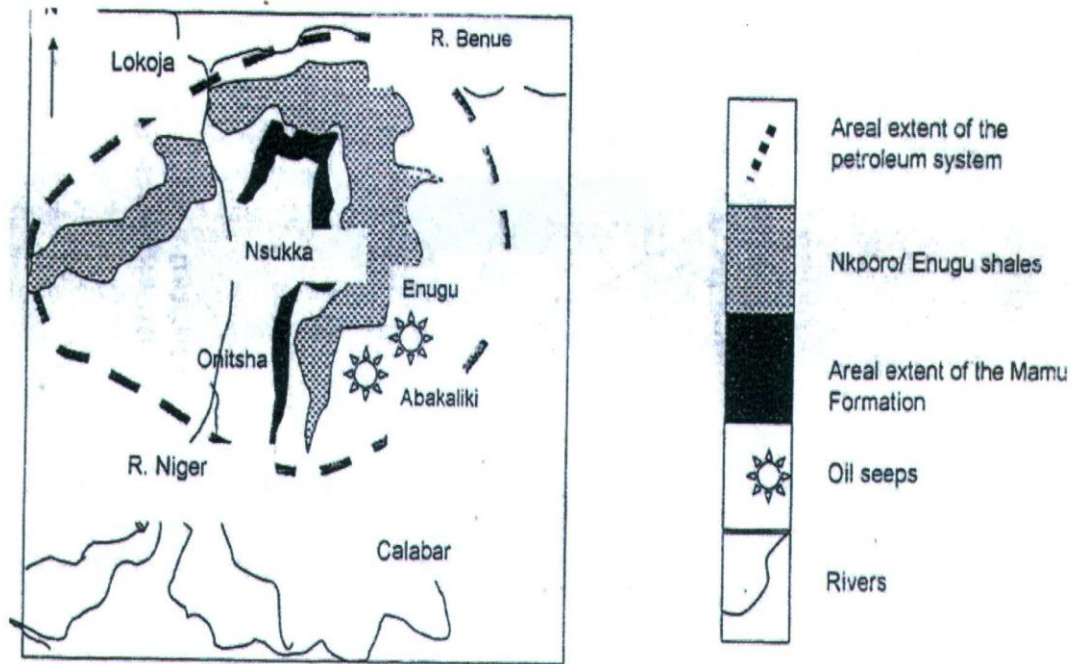 N
Lokoja
R. Benue
Nsukka
Enugu
Onitsha
Abakaliki
R. Niger
Calabar
Areal extent of the
petroleum system
Nkporo/ Enugu shales
Areal extent of the Mamu
Formation
Oil seeps
Rivers